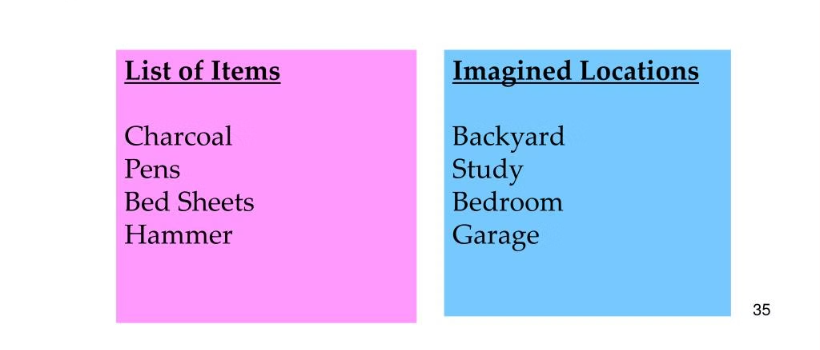 List of Items
Charcoal
Pens
Bed Sheets
Hammer
Imagined Locations
Backyard
Study
Bedroom
Garage
35